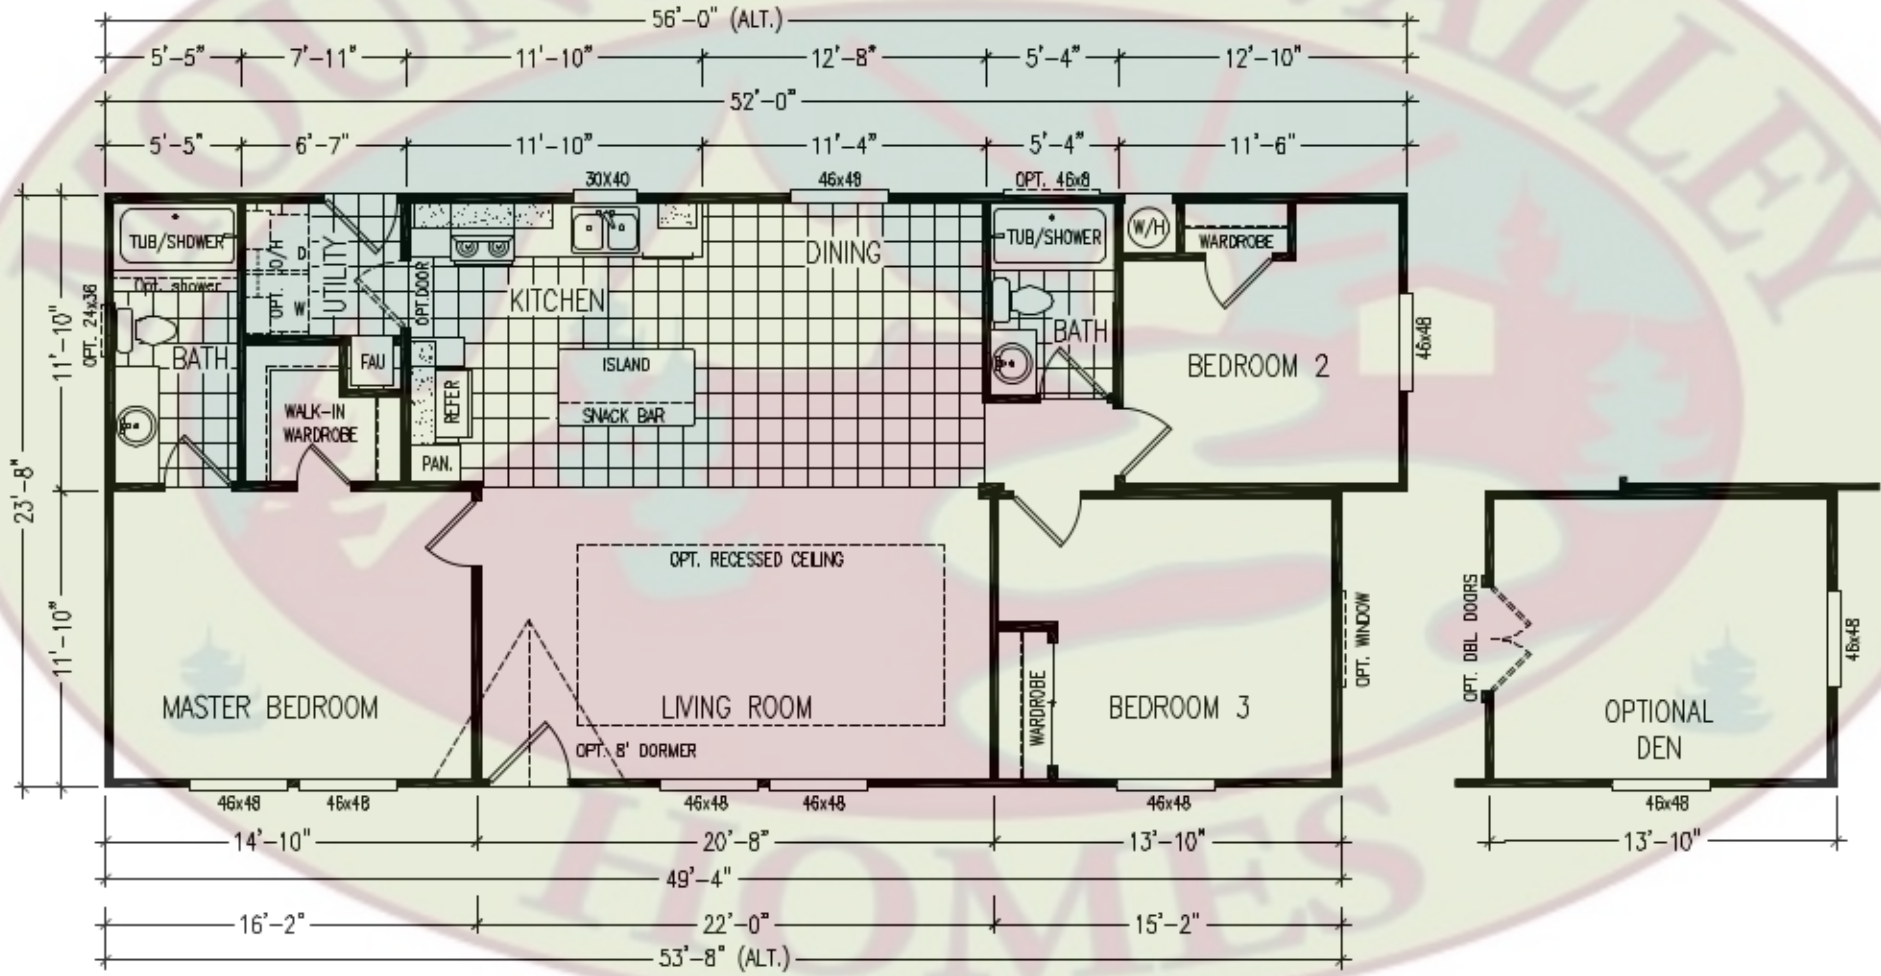 MOUNTAIN VALLEY
56'-0" (ALT.)
5'-5" 7'-11" 11'-10" 12'-8" 5'-4" 12'-10"
52'-0"
5'-5" 6'-7" 11'-10" 11'-4" 5'-4" 11'-6"
30X40 46x48 OPT. 46x8
TUB/SHOWER
OPT. O/H
D
W
UTILITY
DINING
TUB/SHOWER
W/H
WARDROBE
Opt. shower
OPT. 24x36
OPT.DOOR
KITCHEN
BATH
BATH
FAU
ISLAND
SNACK BAR
REFER
PAN.
WALK-IN
WARDROBE
BEDROOM 2
46x48
11'-10"
23'-8"
11'-10"
OPT. RECESSED CEILING
MASTER BEDROOM
LIVING ROOM
OPT. 8' DORMER
WARDROBE
BEDROOM 3
OPT. WINDOW
OPT. DBL DOORS
OPTIONAL
DEN
46x48
46x48 46x48 46x48 46x48 46x48 46x48
14'-10" 20'-8" 13'-10" 13'-10"
49'-4"
16'-2" 22'-0" 15'-2"
53'-8" (ALT.)
HOMES